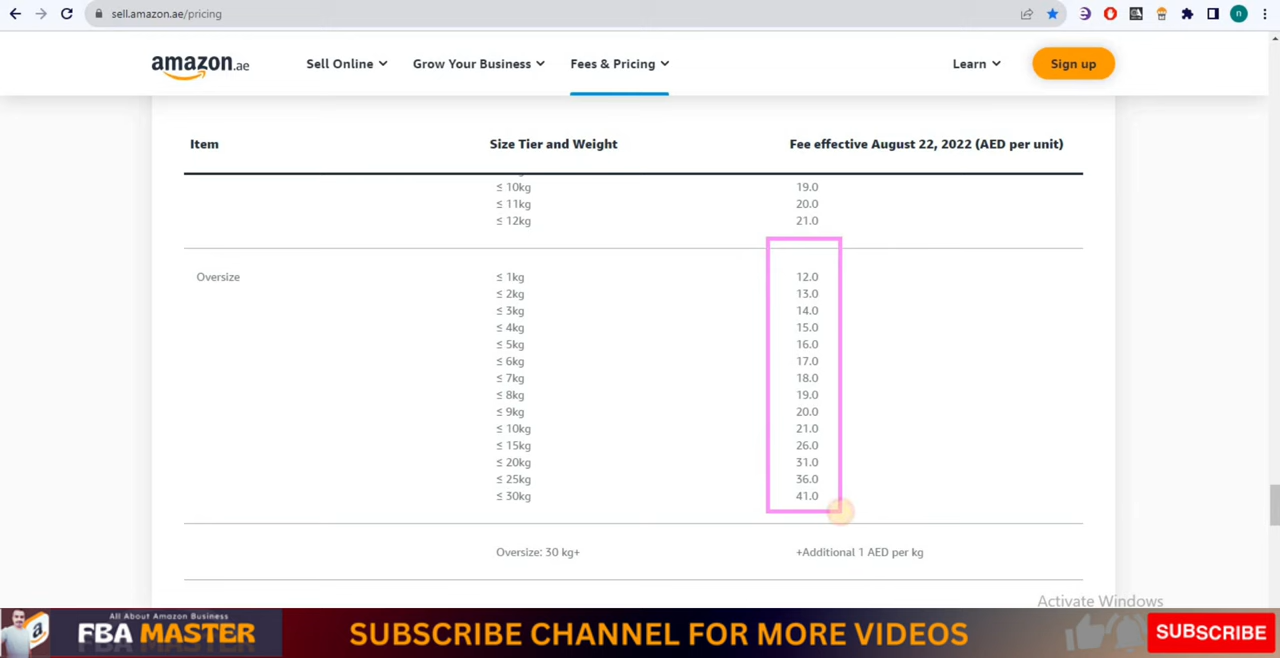 sell.amazon.ae/pricing
n
amazon.ae
Sell Online
Grow Your Business
Fees & Pricing
Learn
Sign up
Item
Size Tier and Weight
Fee effective August 22, 2022 (AED per unit)
≤ 10kg 19.0
≤ 11kg 20.0
≤ 12kg 21.0
Oversize ≤ 1kg 12.0
≤ 2kg 13.0
≤ 3kg 14.0
≤ 4kg 15.0
≤ 5kg 16.0
≤ 6kg 17.0
≤ 7kg 18.0
≤ 8kg 19.0
≤ 9kg 20.0
≤ 10kg 21.0
≤ 15kg 26.0
≤ 20kg 31.0
≤ 25kg 36.0
≤ 30kg 41.0
Oversize: 30 kg+ +Additional 1 AED per kg
Activate Windows
All About Amazon Business
FBA MASTER
SUBSCRIBE CHANNEL FOR MORE VIDEOS
SUBSCRIBE